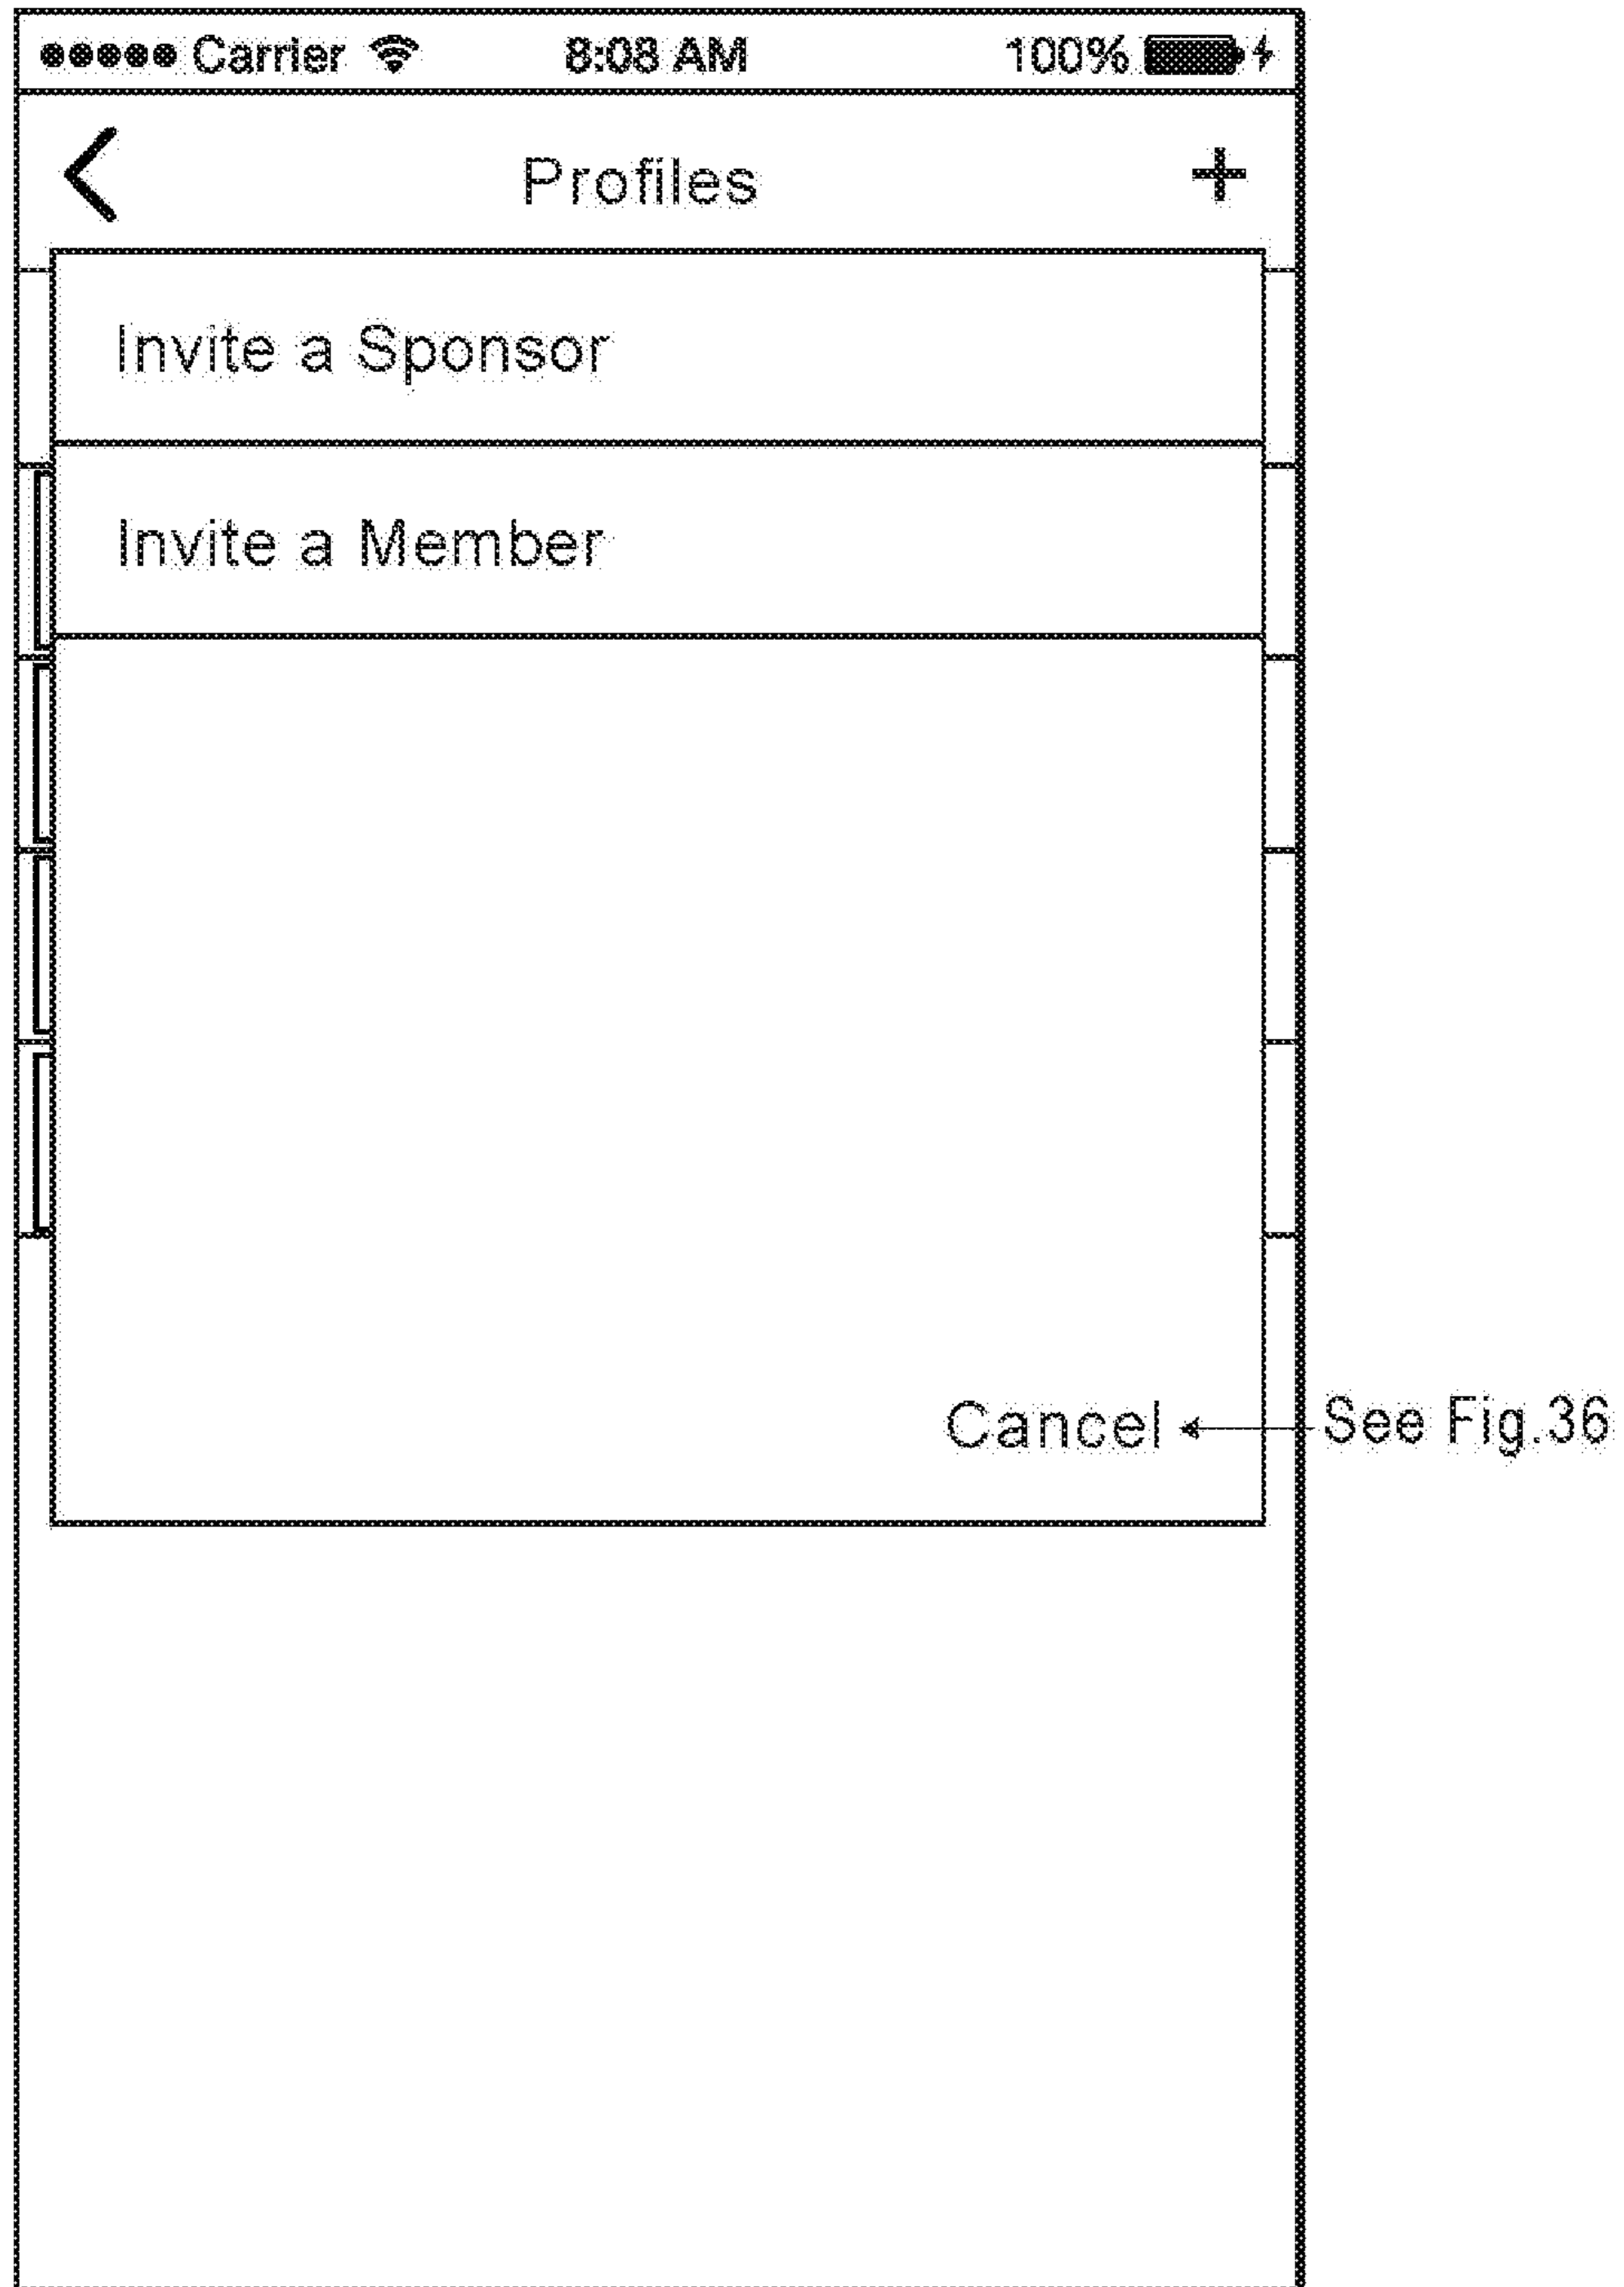 Carrier 8:08 AM 100%
Profiles +
Invite a Sponsor
Invite a Member
Cancel See Fig.36